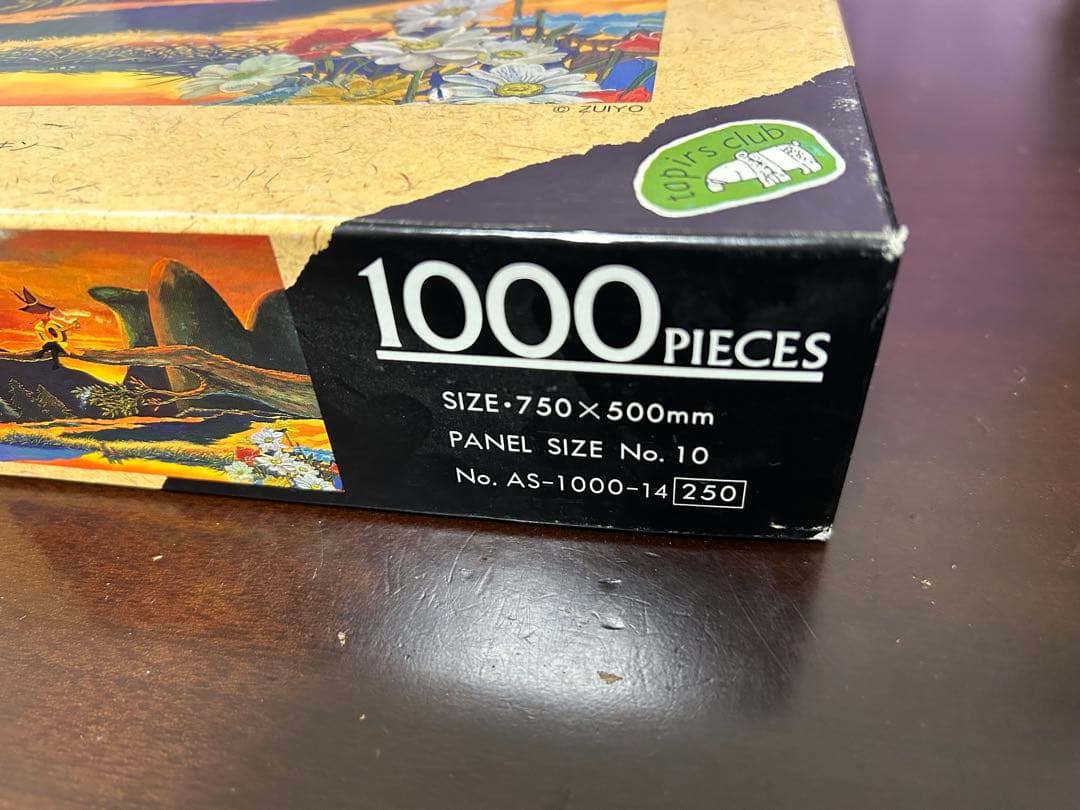 © ZUIYO
tapirs club
1000 PIECES
SIZE・750×500mm
PANEL SIZE No. 10
No. AS-1000-14 250